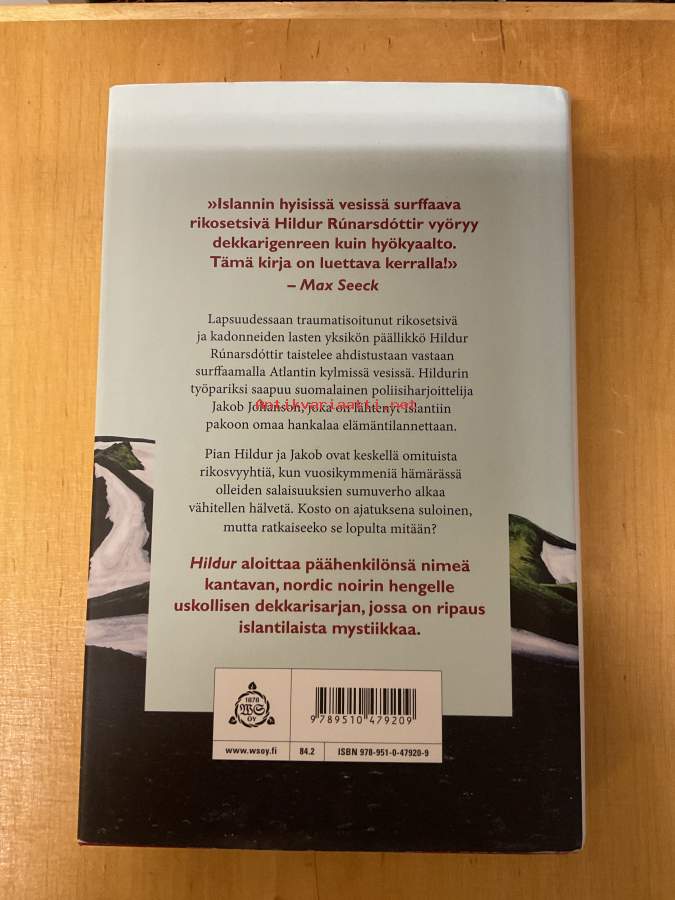 »Islannin hyisissä vesissä surffaava
rikosetsivä Hildur Rúnarsdóttir vyöryy
dekkarigenreen kuin hyökyaalto.
Tämä kirja on luettava kerralla!»
– Max Seeck
Lapsuudessaan traumatisoitunut rikosetsivä
ja kadonneiden lasten yksikön päällikkö Hildur
Rúnarsdóttir taistelee ahdistustaan vastaan
surffaamalla Atlantin kylmissä vesissä. Hildurin
työpariksi saapuu suomalainen poliisiharjoittelija
Jakob Johanson, joka on lähtenyt Islantiin
Antikvariaatti.net
pakoon omaa hankalaa elämäntilannettaan.
Pian Hildur ja Jakob ovat keskellä omituista
rikosvyyhtiä, kun vuosikymmeniä hämärässä
olleiden salaisuuksien sumuverho alkaa
vähitellen hälvetä. Kosto on ajatuksena suloinen,
mutta ratkaiseeko se lopulta mitään?
Hildur aloittaa päähenkilönsä nimeä
kantavan, nordic noirin hengelle
uskollisen dekkarisarjan, jossa on ripaus
islantilaista mystiikkaa.
1878
WS
OY
9789510479209
www.wsoy.fi
84.2
ISBN 978-951-0-47920-9